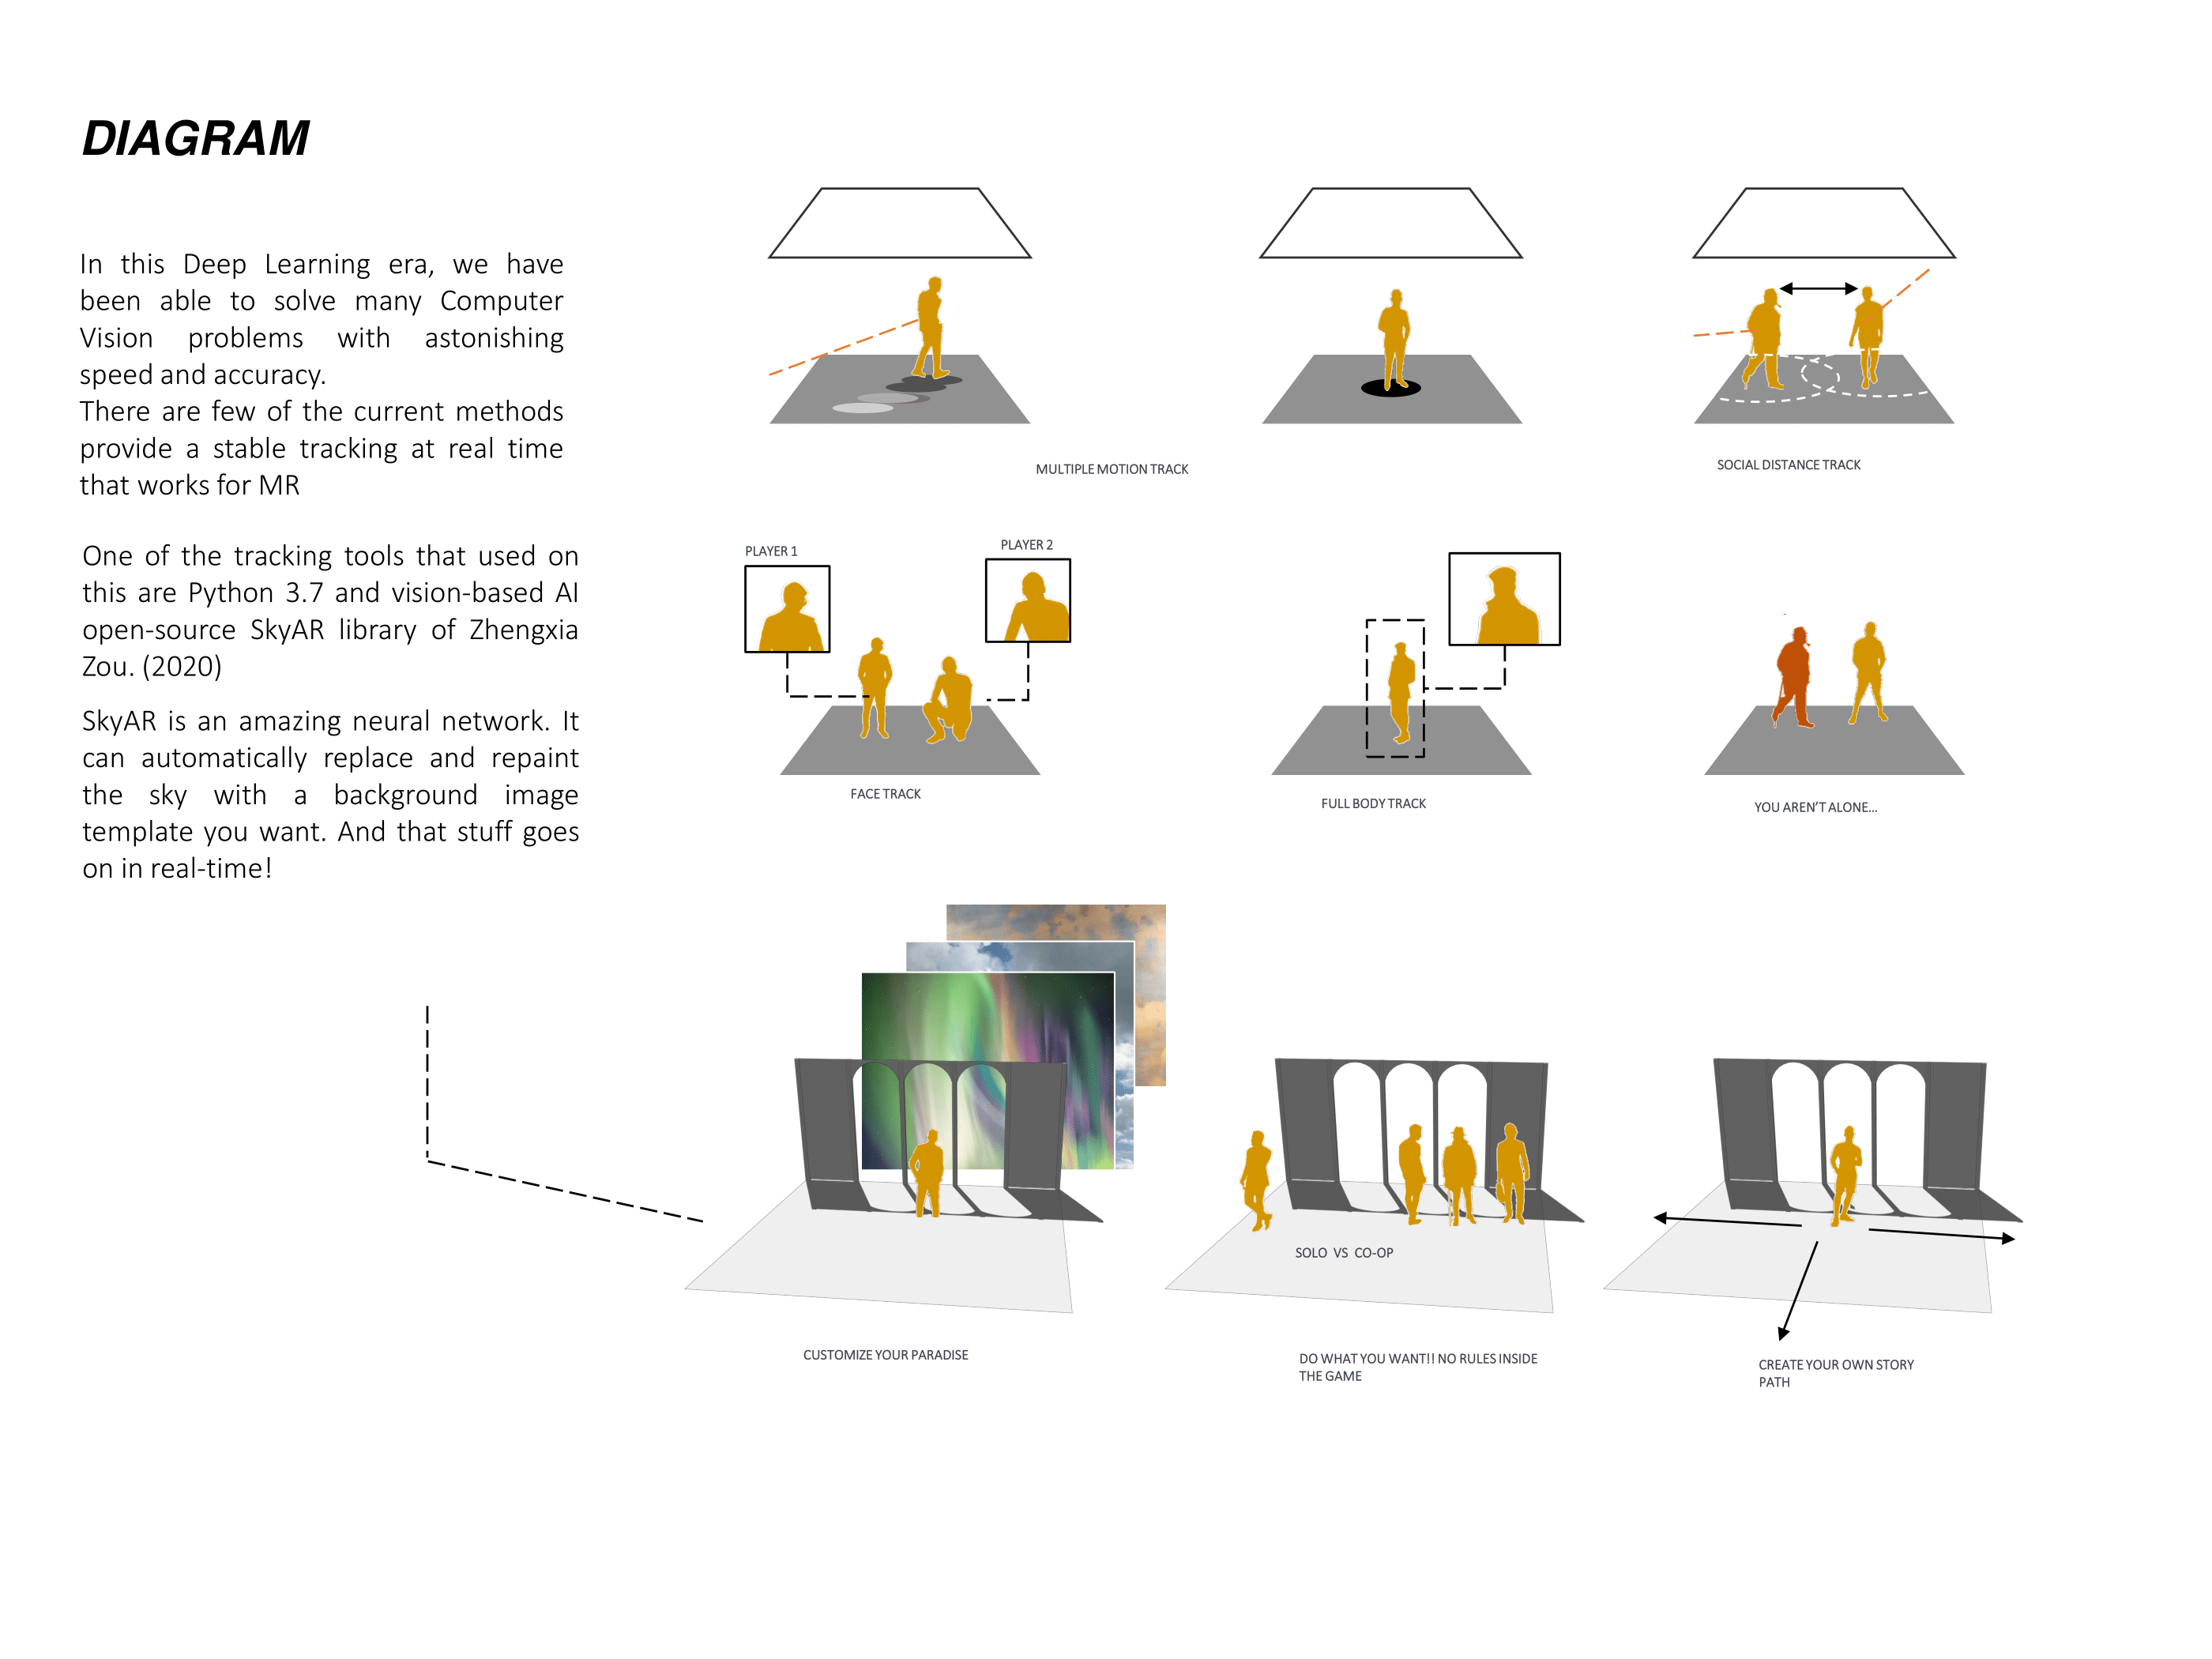 DIAGRAM
In this Deep Learning era, we have
been able to solve many Computer
Vision problems with astonishing
speed and accuracy.
There are few of the current methods
provide a stable tracking at real time
that works for MR
One of the tracking tools that used on
this are Python 3.7 and vision-based AI
open-source SkyAR library of Zhengxia
Zou. (2020)
SkyAR is an amazing neural network. It
can automatically replace and repaint
the sky with a background image
template you want. And that stuff goes
on in real-time!
MULTIPLE MOTION TRACK
SOCIAL DISTANCE TRACK
PLAYER 1
PLAYER 2
FACE TRACK
FULL BODY TRACK
YOU AREN'T ALONE...
SOLO VS CO-OP
CUSTOMIZE YOUR PARADISE
DO WHAT YOU WANT!! NO RULES INSIDE
THE GAME
CREATE YOUR OWN STORY
PATH